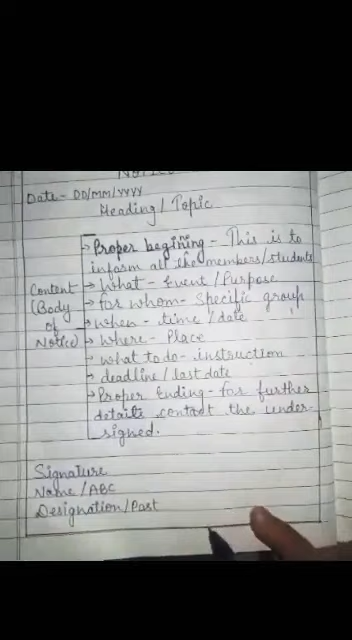 Notice
Date - DD/MM/YYYY
Heading / Topic
→ Proper begining - This is to
inform all the members/students
Content → What - Event / Purpose
(Body → for whom - specific group
of → when - time / date
Notice) → Where - Place
→ what to do - instruction
→ deadline / last date
→ Proper Ending - for further
details contact the under-
signed.
Signature
Name / ABC
Designation / Post